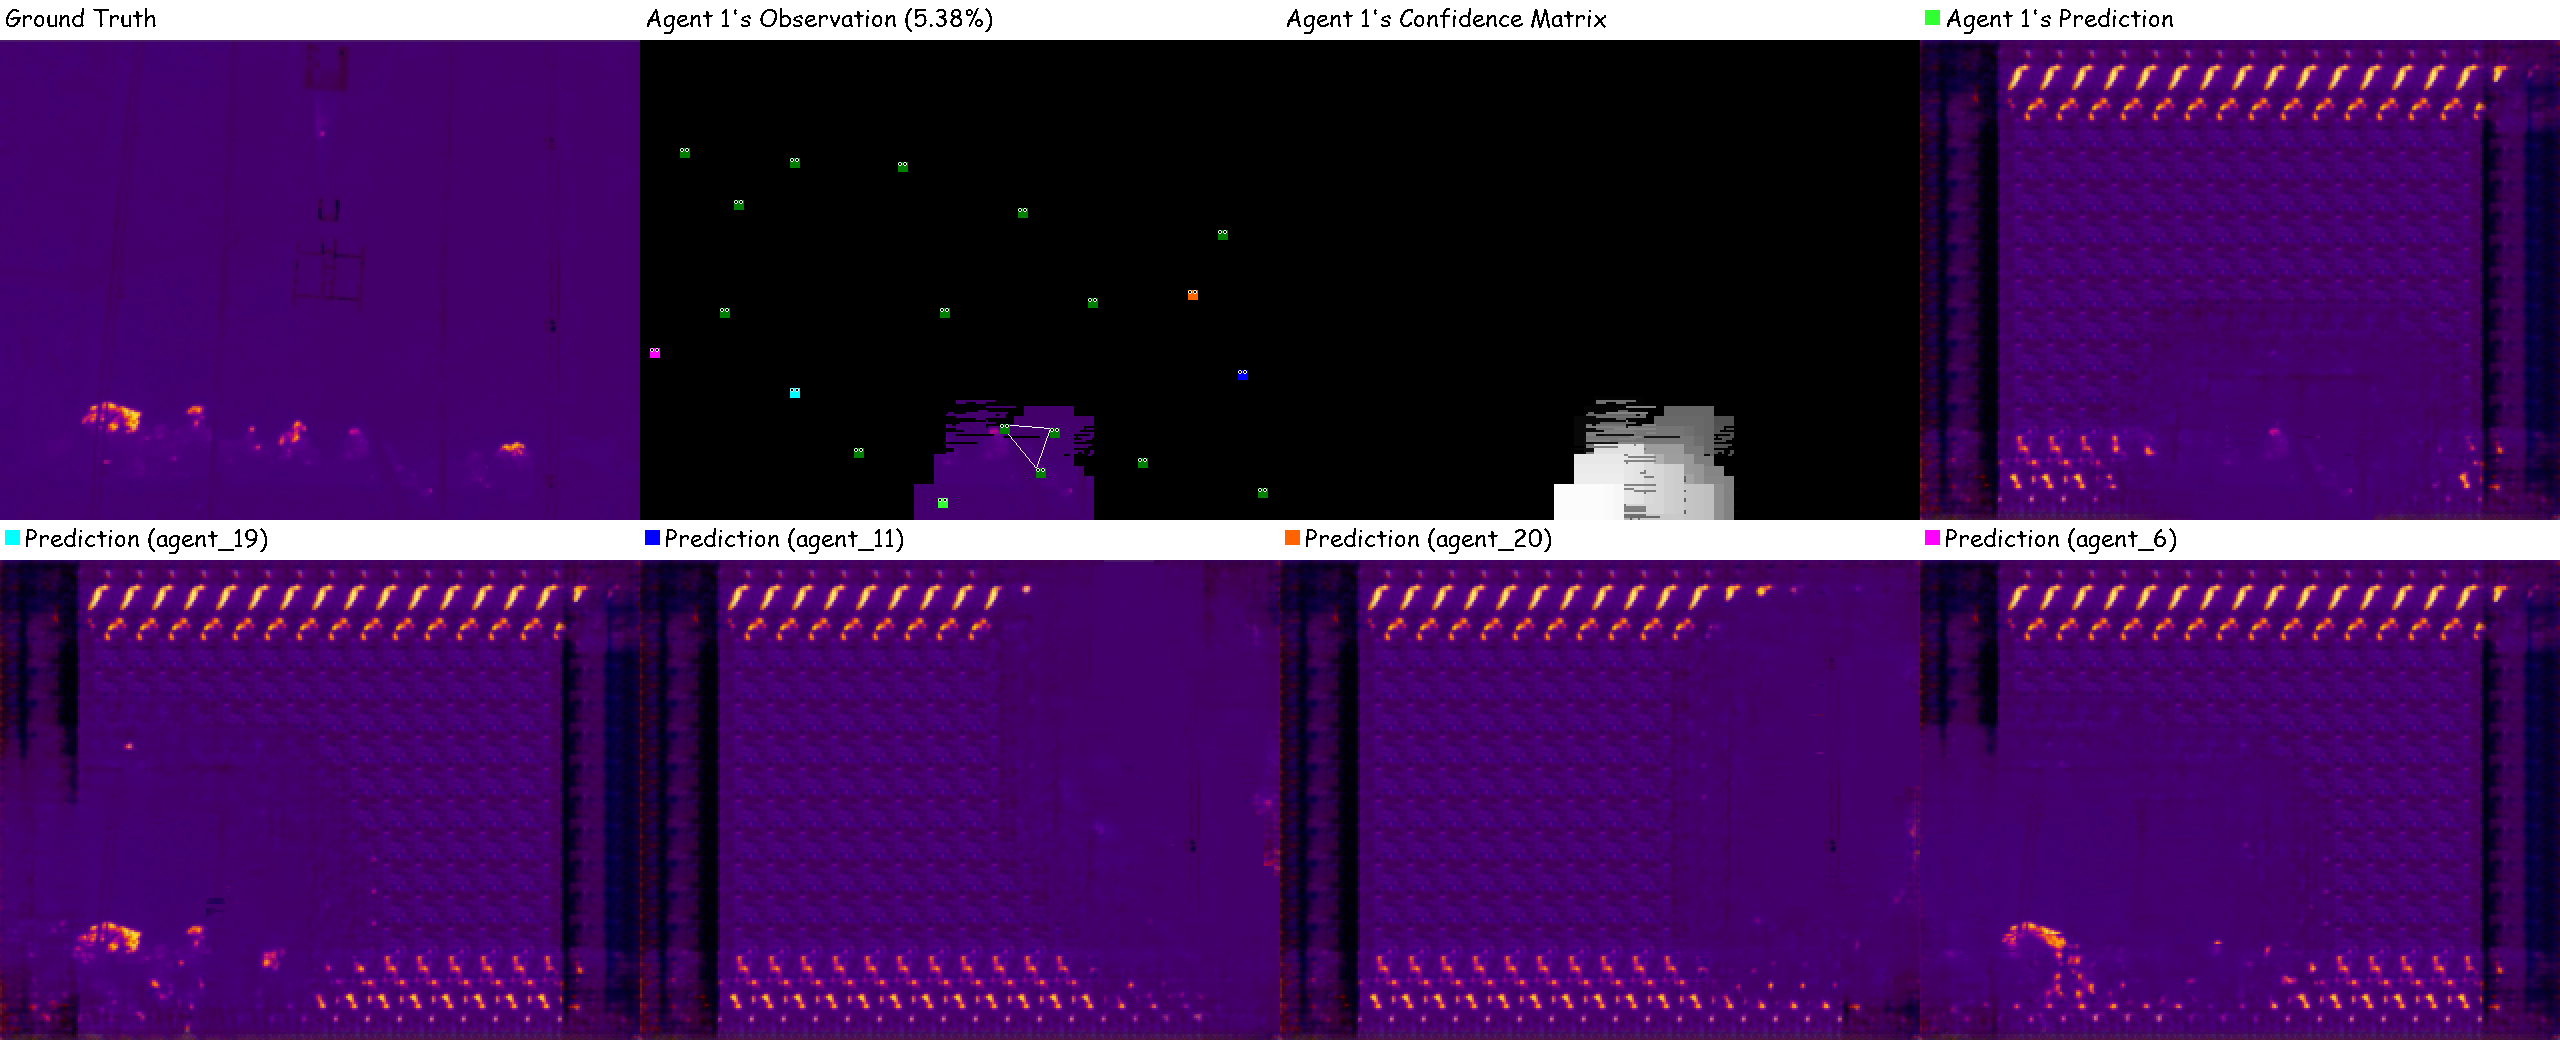 Ground Truth
Agent 1's Observation (5.38%)
Agent 1's Confidence Matrix
Agent 1's Prediction
Prediction (agent_19)
Prediction (agent_11)
Prediction (agent_20)
Prediction (agent_6)